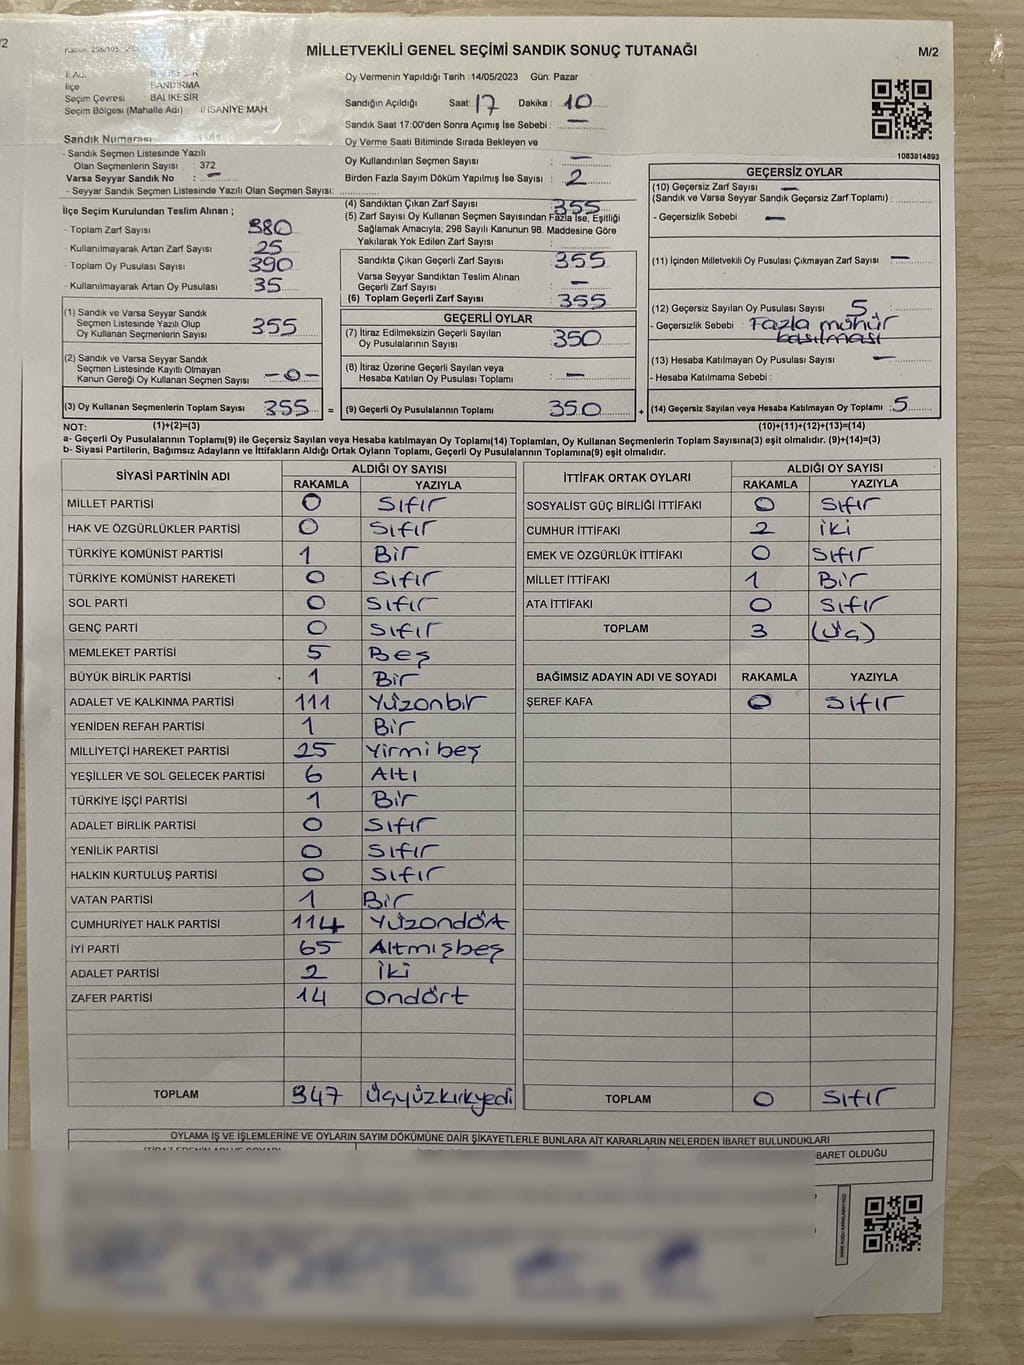 /2
MİLLETVEKİLİ GENEL SEÇİMİ SANDIK SONUÇ TUTANAĞI
M/2
İl Adı BALIKESİR
İlçe BANDIRMA
Seçim Çevresi BALIKESİR
Seçim Bölgesi (Mahalle Adı) İHSANİYE MAH.
Sandık Numarası
- Sandık Seçmen Listesinde Yazılı
Olan Seçmenlerin Sayısı : 372
Varsa Seyyar Sandık No : —
- Seyyar Sandık Seçmen Listesinde Yazılı Olan Seçmen Sayısı:
Oy Vermenin Yapıldığı Tarih :14/05/2023 Gün: Pazar
Sandığın Açıldığı Saat: 17 Dakika : 10
Sandık Saat 17:00'den Sonra Açımış İse Sebebi : —
Oy Verme Saati Bitiminde Sırada Bekleyen ve
Oy Kullandırılan Seçmen Sayısı : —
Birden Fazla Sayım Döküm Yapılmış İse Sayısı : 2
1083814893
İlçe Seçim Kurulundan Teslim Alınan ;
- Toplam Zarf Sayısı 380
- Kullanılmayarak Artan Zarf Sayısı 25
- Toplam Oy Pusulası Sayısı 390
- Kullanılmayarak Artan Oy Pusulası 35
(1) Sandık ve Varsa Seyyar Sandık
Seçmen Listesinde Yazılı Olup
Oy Kullanan Seçmenlerin Sayısı 355
(2) Sandık ve Varsa Seyyar Sandık
Seçmen Listesinde Kayıtlı Olmayan
Kanun Gereği Oy Kullanan Seçmen Sayısı -0-
(3) Oy Kullanan Seçmenlerin Toplam Sayısı 355 =
(4) Sandıktan Çıkan Zarf Sayısı 355
(5) Zarf Sayısı Oy Kullanan Seçmen Sayısından Fazla İse, Eşitliği
Sağlamak Amacıyla; 298 Sayılı Kanunun 98. Maddesine Göre
Yakılarak Yok Edilen Zarf Sayısı :
Sandıkta Çıkan Geçerli Zarf Sayısı : 355
Varsa Seyyar Sandıktan Teslim Alınan
Geçerli Zarf Sayısı : —
(6) Toplam Geçerli Zarf Sayısı : 355
GEÇERLİ OYLAR
(7) İtiraz Edilmeksizin Geçerli Sayılan
Oy Pusulalarının Sayısı : 350
(8) İtiraz Üzerine Geçerli Sayılan veya
Hesaba Katılan Oy Pusulası Toplamı : —
(9) Geçerli Oy Pusulalarının Toplamı : 350 +
GEÇERSİZ OYLAR
(10) Geçersiz Zarf Sayısı : —
(Sandık ve Varsa Seyyar Sandık Geçersiz Zarf Toplamı) :
- Geçersizlik Sebebi : —
(11) İçinden Milletvekili Oy Pusulası Çıkmayan Zarf Sayısı : —
(12) Geçersiz Sayılan Oy Pusulası Sayısı : 5
- Geçersizlik Sebebi : Fazla mühür
basılması
(13) Hesaba Katılmayan Oy Pusulası Sayısı : —
- Hesaba Katılmama Sebebi :
(14) Geçersiz Sayılan veya Hesaba Katılmayan Oy Toplamı : 5
NOT: (1)+(2)=(3) (10)+(11)+(12)+(13)=(14)
a- Geçerli Oy Pusulalarının Toplamı(9) ile Geçersiz Sayılan veya Hesaba katılmayan Oy Toplamı(14) Toplamları, Oy Kullanan Seçmenlerin Toplam Sayısına(3) eşit olmalıdır. (9)+(14)=(3)
b- Siyasi Partilerin, Bağımsız Adayların ve İttifakların Aldığı Ortak Oyların Toplamı, Geçerli Oy Pusulalarının Toplamına(9) eşit olmalıdır.
SİYASİ PARTİNİN ADI ALDIĞI OY SAYISI
RAKAMLA YAZIYLA
MİLLET PARTİSİ 0 Sıfır
HAK VE ÖZGÜRLÜKLER PARTİSİ 0 Sıfır
TÜRKİYE KOMÜNİST PARTİSİ 1 Bir
TÜRKİYE KOMÜNİST HAREKETİ 0 Sıfır
SOL PARTİ 0 Sıfır
GENÇ PARTİ 0 Sıfır
MEMLEKET PARTİSİ 5 Beş
BÜYÜK BİRLİK PARTİSİ 1 Bir
ADALET VE KALKINMA PARTİSİ 111 Yüzonbir
YENİDEN REFAH PARTİSİ 1 Bir
MİLLİYETÇİ HAREKET PARTİSİ 25 Yirmibeş
YEŞİLLER VE SOL GELECEK PARTİSİ 6 Altı
TÜRKİYE İŞÇİ PARTİSİ 1 Bir
ADALET BİRLİK PARTİSİ 0 Sıfır
YENİLİK PARTİSİ 0 Sıfır
HALKIN KURTULUŞ PARTİSİ 0 Sıfır
VATAN PARTİSİ 1 Bir
CUMHURİYET HALK PARTİSİ 114 Yüzondört
İYİ PARTİ 65 Altmışbeş
ADALET PARTİSİ 2 İki
ZAFER PARTİSİ 14 Ondört
TOPLAM 347 Üçyüzkırkyedi
İTTİFAK ORTAK OYLARI ALDIĞI OY SAYISI
RAKAMLA YAZIYLA
SOSYALİST GÜÇ BİRLİĞİ İTTİFAKI 0 Sıfır
CUMHUR İTTİFAKI 2 İki
EMEK VE ÖZGÜRLÜK İTTİFAKI 0 Sıfır
MİLLET İTTİFAKI 1 Bir
ATA İTTİFAKI 0 Sıfır
TOPLAM 3 (Üç)
BAĞIMSIZ ADAYIN ADI VE SOYADI RAKAMLA YAZIYLA
ŞEREF KAFA 0 Sıfır
TOPLAM 0 Sıfır
OYLAMA İŞ VE İŞLEMLERİNE VE OYLARIN SAYIM DÖKÜMÜNE DAİR ŞİKAYETLERLE BUNLARA AİT KARARLARIN NELERDEN İBARET BULUNDUKLARI
İTİRAZ EDENİN ADI VE SOYADI
İBARET OLDUĞU